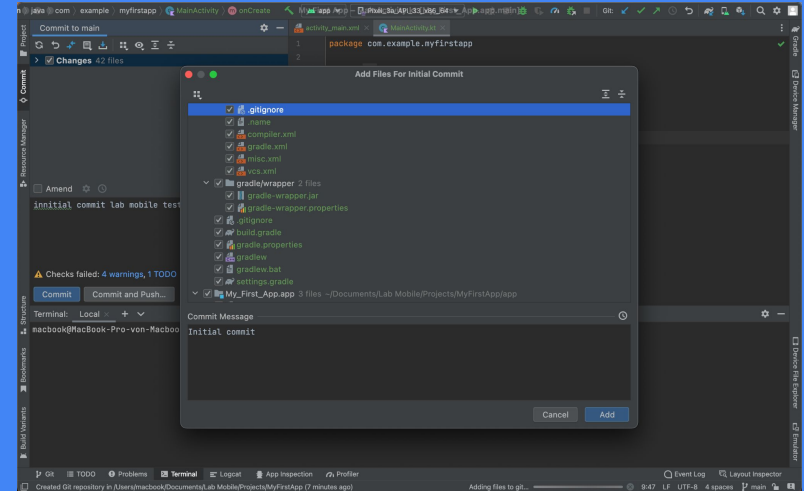 java com example myfirstapp MainActivity onCreate
Git:
Project
Commit to main
activity_main.xml
MainActivity.kt
1 package com.example.myfirstapp
2
Changes 42 files
Add Files For Initial Commit
Commit
Gradle
Device Manager
.gitignore
.name
compiler.xml
gradle.xml
misc.xml
vcs.xml
Resource Manager
gradle/wrapper 2 files
Amend
gradle-wrapper.jar
innitial commit lab mobile test
gradle-wrapper.properties
.gitignore
build.gradle
gradle.properties
gradlew
gradlew.bat
Checks failed: 4 warnings, 1 TODO
settings.gradle
Commit
Commit and Push...
My_First_App.app 3 files ~/Documents/Lab Mobile/Projects/MyFirstApp/app
Structure
Terminal: Local
Commit Message
macbook@MacBook-Pro-von-Macboo
Initial commit
Bookmarks
Device File Explorer
Build Variants
Cancel
Add
Emulator
Git TODO Problems Terminal Logcat App Inspection Profiler
Event Log Layout Inspector
Created Git repository in /Users/macbook/Documents/Lab Mobile/Projects/MyFirstApp (7 minutes ago)
Adding files to git...
9:47 LF UTF-8 4 spaces main